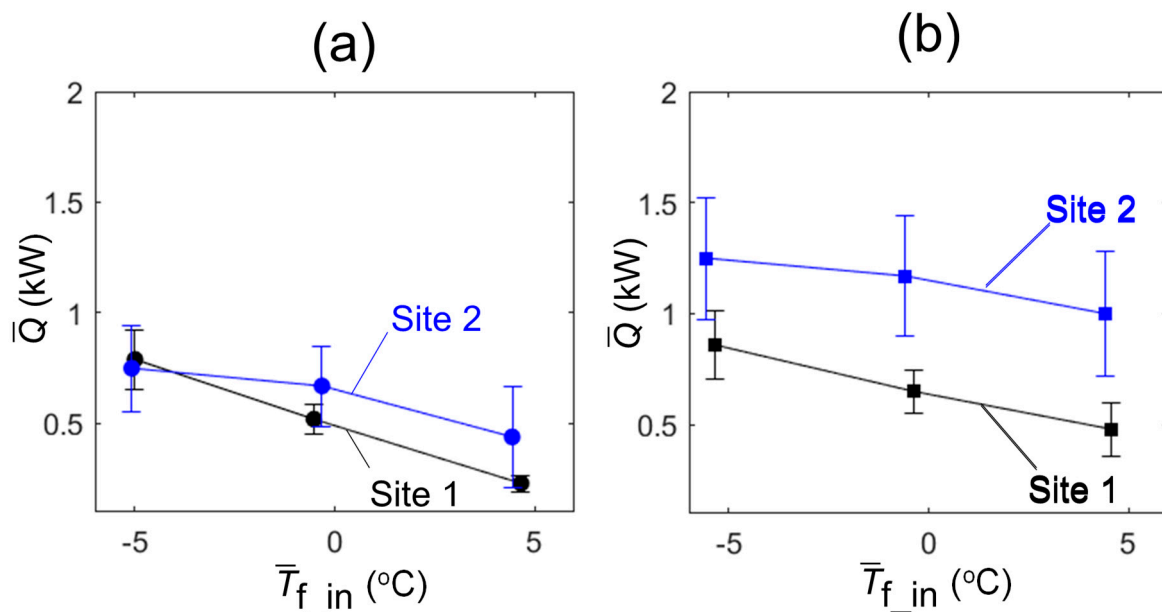 (a)
2
1.5
1
0.5
Q̅ (kW)
Site 2
Site 1
-5 0 5
T̅f in (°C)
(b)
2
1.5
1
0.5
Q̅ (kW)
Site 2
Site 1
-5 0 5
T̅f_in (°C)